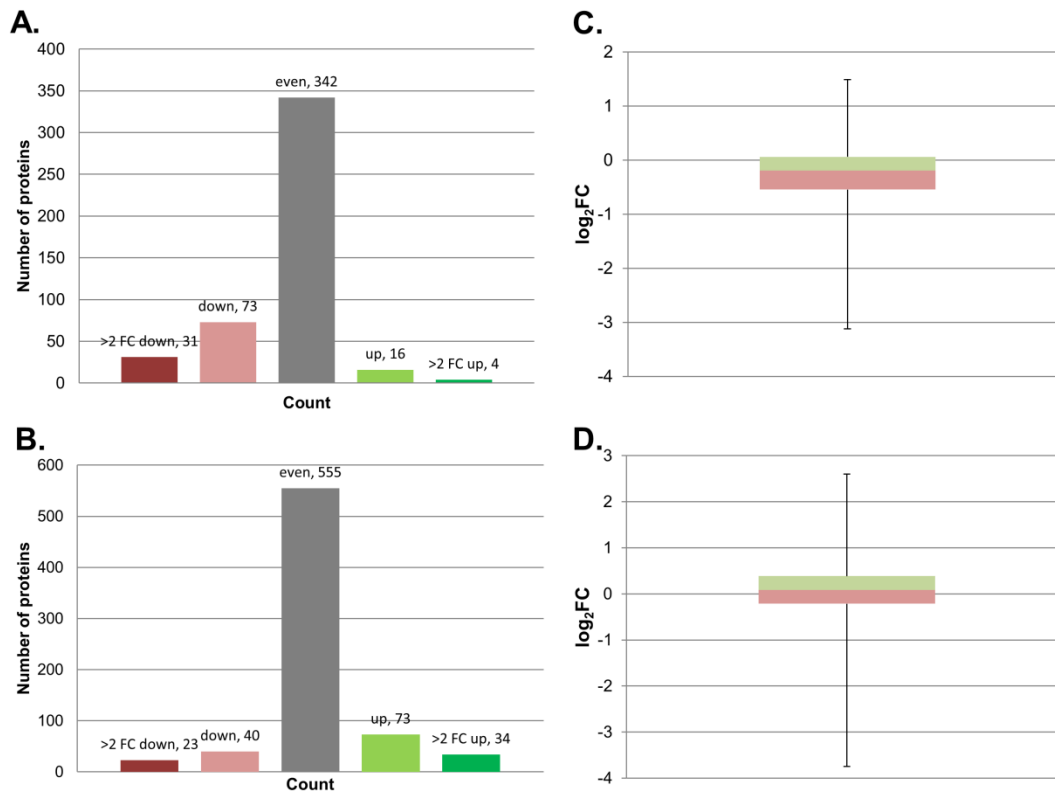 A.
400
350
300
250
200
150
100
50
0
Number of proteins
>2 FC down, 31
down, 73
even, 342
up, 16
>2 FC up, 4
Count
C.
2
1
0
-1
-2
-3
-4
log₂FC
B.
600
500
400
300
200
100
0
Number of proteins
>2 FC down, 23
down, 40
even, 555
up, 73
>2 FC up, 34
Count
D.
3
2
1
0
-1
-2
-3
-4
log₂FC